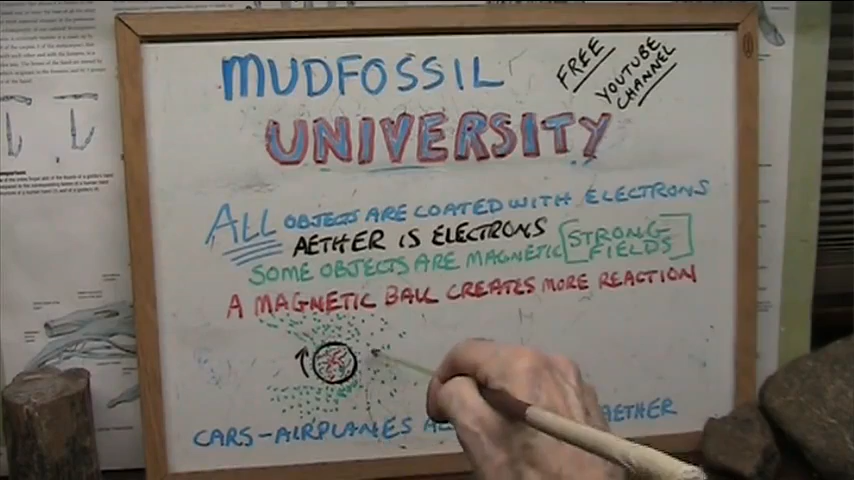 MUDFOSSIL
UNIVERSITY
FREE
YOUTUBE
CHANNEL
ALL OBJECTS ARE COATED WITH ELECTRONS
AETHER IS ELECTRONS
SOME OBJECTS ARE MAGNETIC [STRONG
FIELDS]
A MAGNETIC BALL CREATES MORE REACTION
CARS-AIRPLANES AETHER